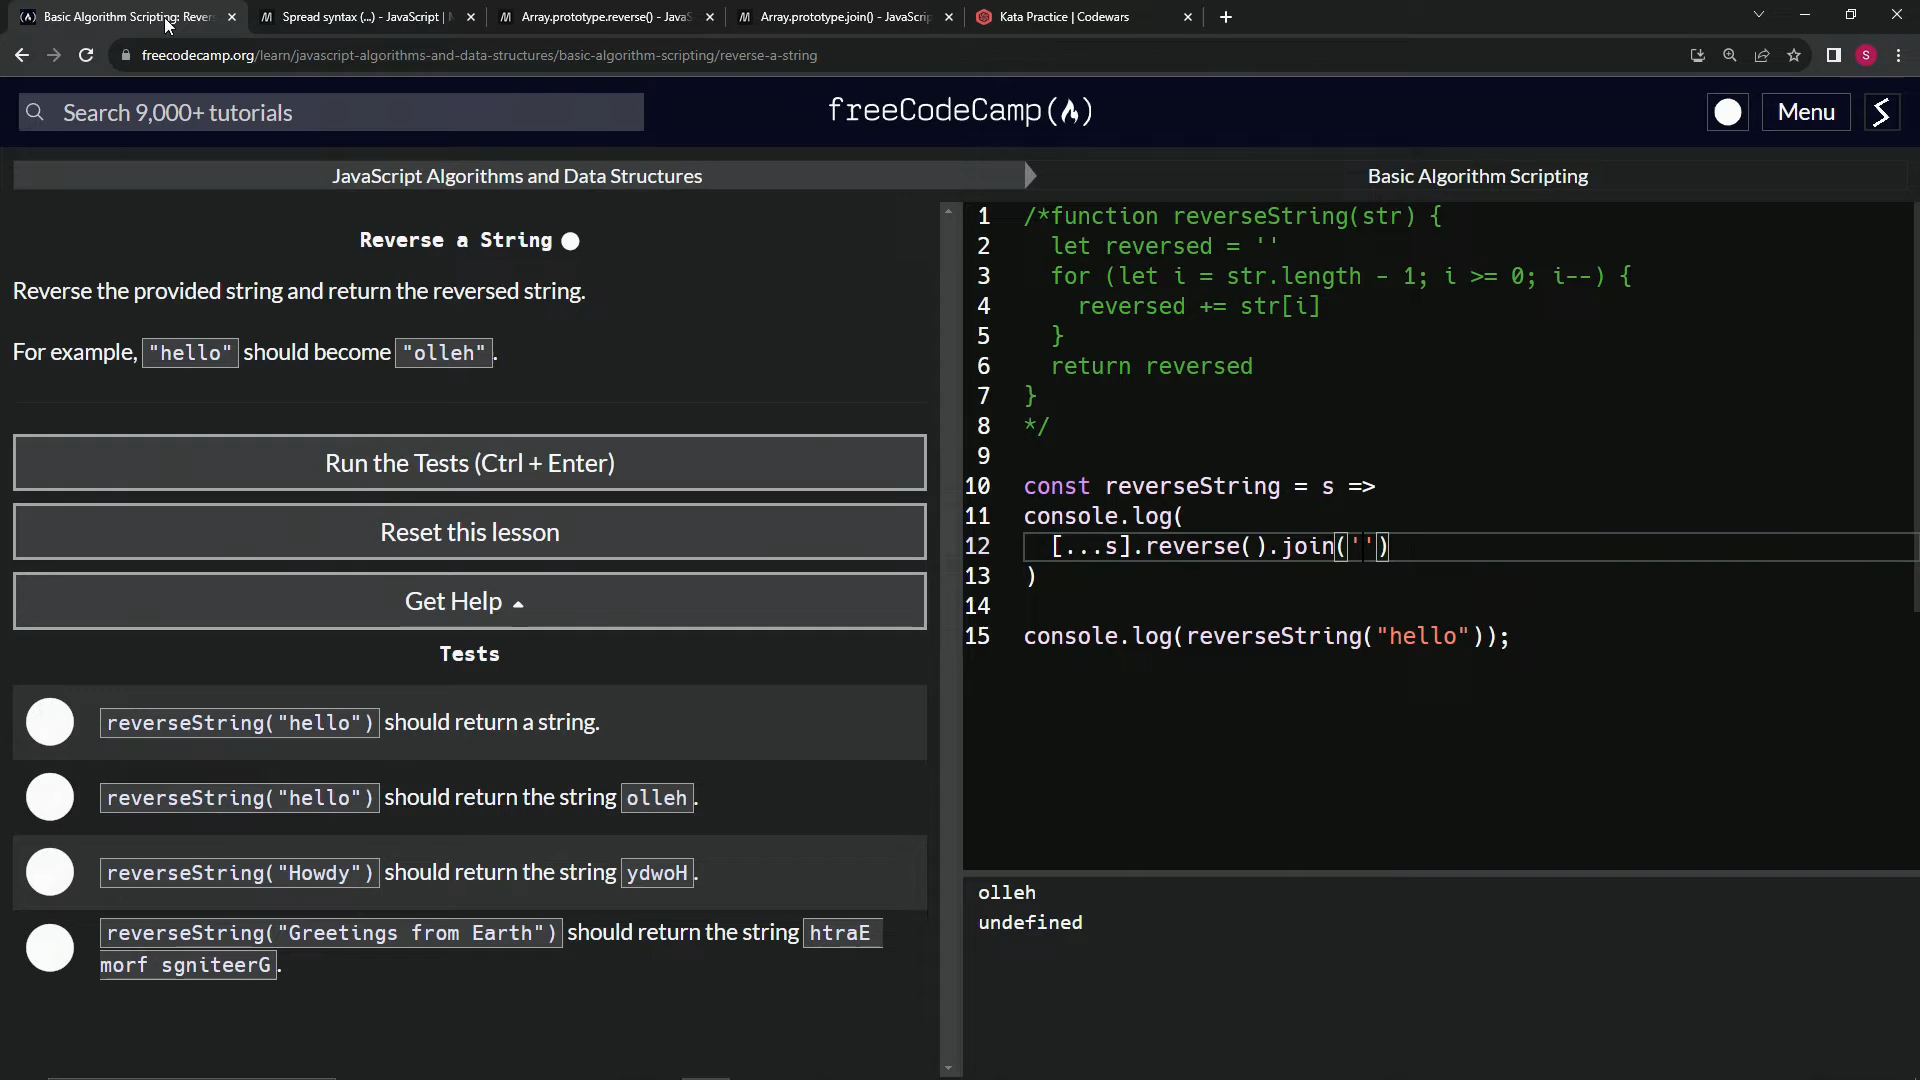 Basic Algorithm Scripting: Rever
Spread syntax (...) - JavaScript |
Array.prototype.reverse() - JavaS
Array.prototype.join() - JavaScrip
Kata Practice | Codewars
freecodecamp.org/learn/javascript-algorithms-and-data-structures/basic-algorithm-scripting/reverse-a-string
S
Search 9,000+ tutorials
freeCodeCamp
Menu
JavaScript Algorithms and Data Structures
Basic Algorithm Scripting
Reverse a String
Reverse the provided string and return the reversed string.
For example, "hello" should become "olleh".
Run the Tests (Ctrl + Enter)
Reset this lesson
Get Help
Tests
reverseString("hello") should return a string.
reverseString("hello") should return the string olleh.
reverseString("Howdy") should return the string ydwoH.
reverseString("Greetings from Earth") should return the string htraE
morf sgniteerG.
1 /*function reverseString(str) {
2 let reversed = ''
3 for (let i = str.length - 1; i >= 0; i--) {
4 reversed += str[i]
5 }
6 return reversed
7 }
8 */
9
10 const reverseString = s =>
11 console.log(
12 [...s].reverse().join('')
13 )
14
15 console.log(reverseString("hello"));
olleh
undefined